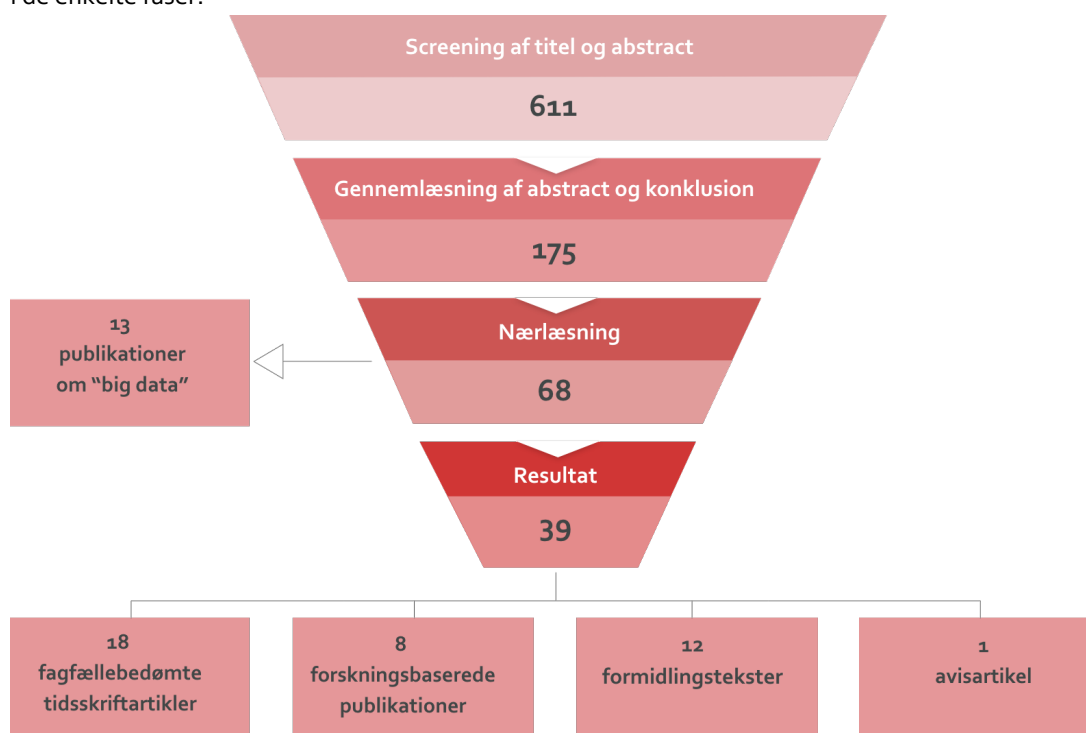 i de enkelte faser.
Screening af titel og abstract
611
Gennemlæsning af abstract og konklusion
175
Nærlæsning
68
13
publikationer
om “big data”
Resultat
39
18
fagfællebedømte
tidsskriftartikler
8
forskningsbaserede
publikationer
12
formidlingstekster
1
avisartikel